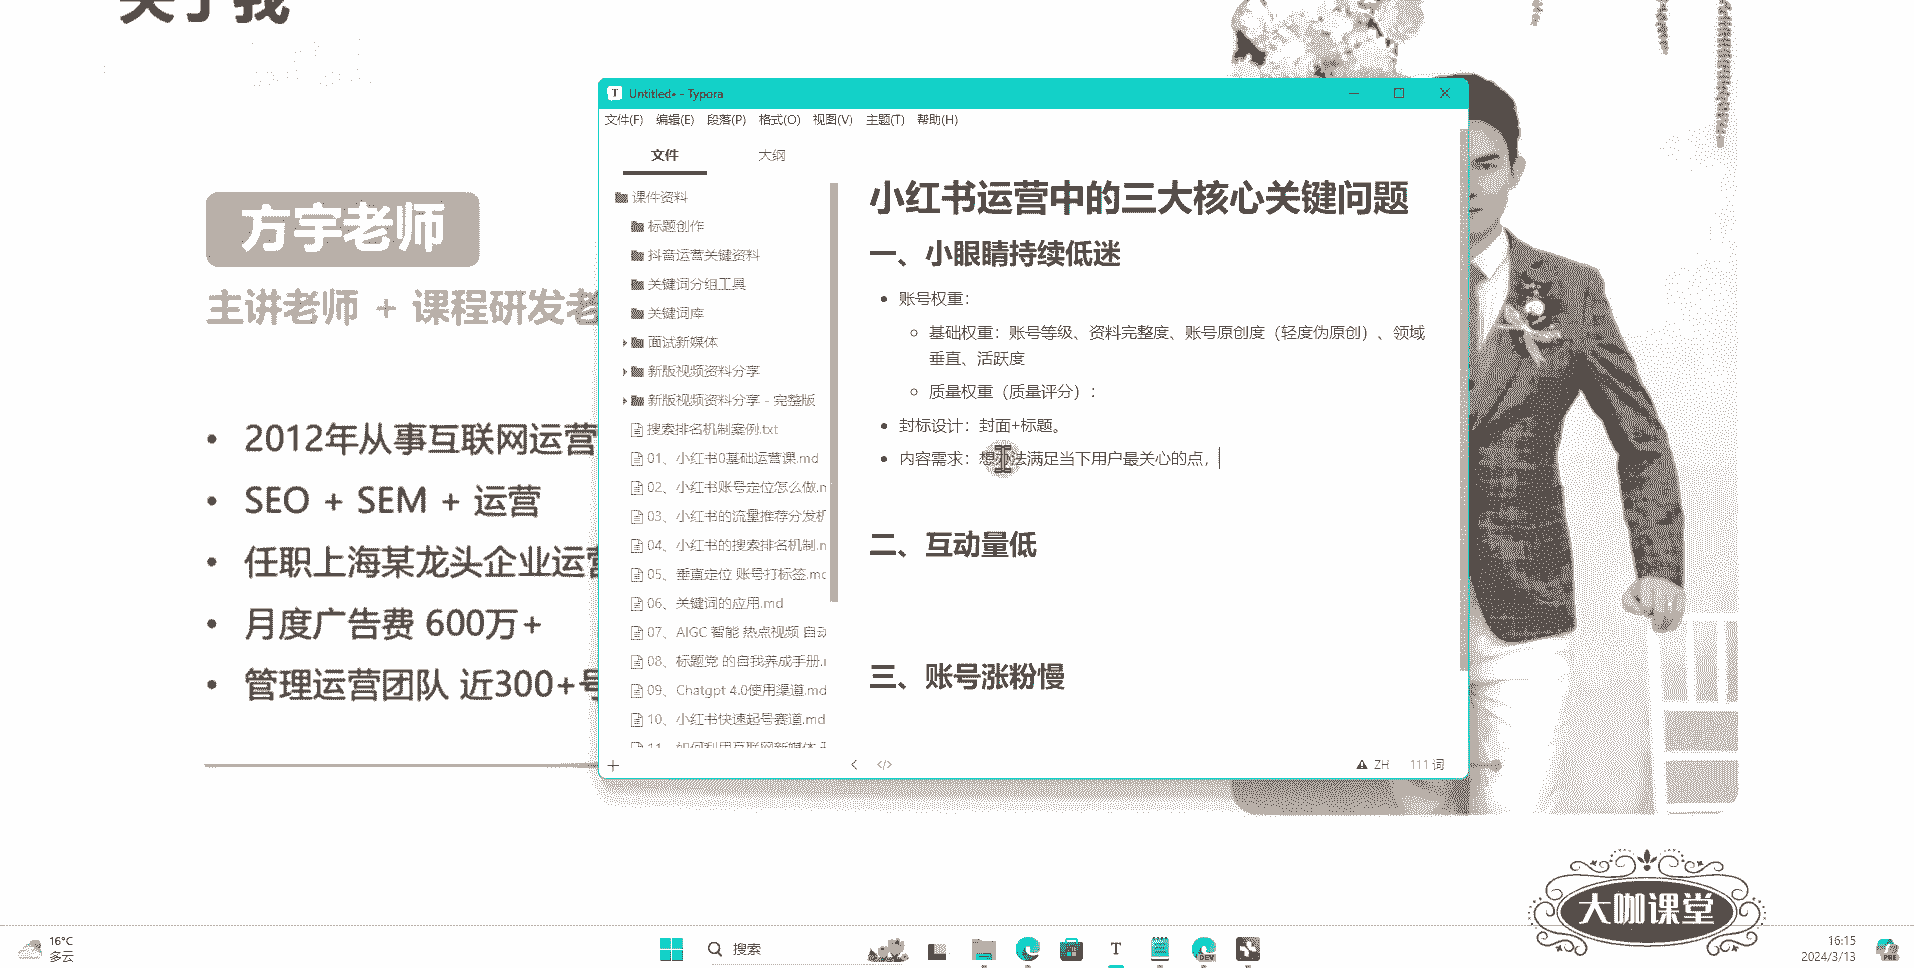 关于我
方宇老师
主讲老师 + 课程研发老
• 2012年从事互联网运营
• SEO + SEM + 运营
• 任职上海某龙头企业运营
• 月度广告费 600万+
• 管理运营团队 近300+号
Untitled• - Typora
文件(F) 编辑(E) 段落(P) 格式(O) 视图(V) 主题(T) 帮助(H)
文件 大纲
课件资料
标题创作
抖音运营关键资料
关键词分组工具
关键词库
面试新媒体
新版视频资料分享
新版视频资料分享 - 完整版
搜索排名机制案例.txt
01、小红书0基础运营课.md
02、小红书账号定位怎么做.m
03、小红书的流量推荐分发机
04、小红书的搜索排名机制.m
05、垂直定位 账号打标签.md
06、关键词的应用.md
07、AIGC 智能 热点视频 自动
08、标题党 的自我养成手册.
09、Chatgpt 4.0使用渠道.md
10、小红书快速起号赛道.md
11、如何利用互联网新媒体
小红书运营中的三大核心关键问题
一、小眼睛持续低迷
• 账号权重：
基础权重：账号等级、资料完整度、账号原创度（轻度伪原创）、领域
垂直、活跃度
质量权重（质量评分）：
• 封标设计：封面+标题。
• 内容需求：想办法满足当下用户最关心的点，
二、互动量低
三、账号涨粉慢
ZH 111 词
大咖课堂
16°C
多云
搜索
T
DEV
16:15
2024/3/13
PRE